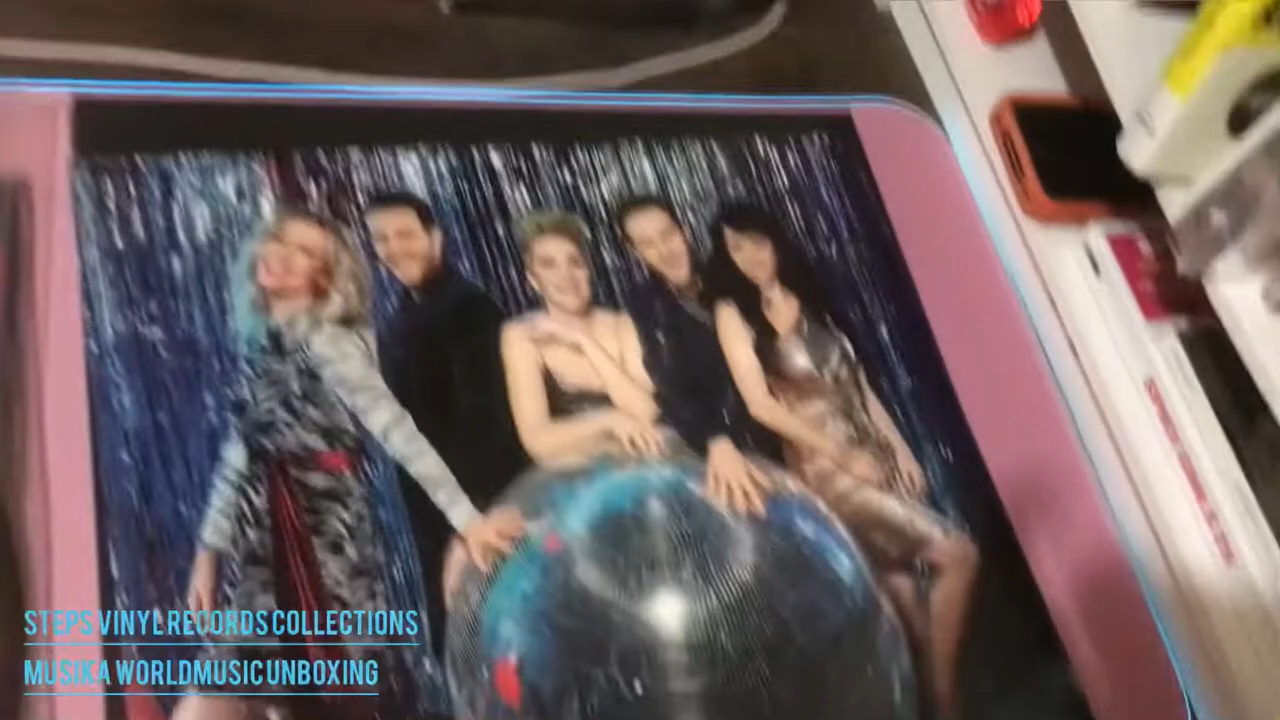 STEPS VINYL RECORDS COLLECTIONS
MUSIKA WORLDMUSIC UNBOXING